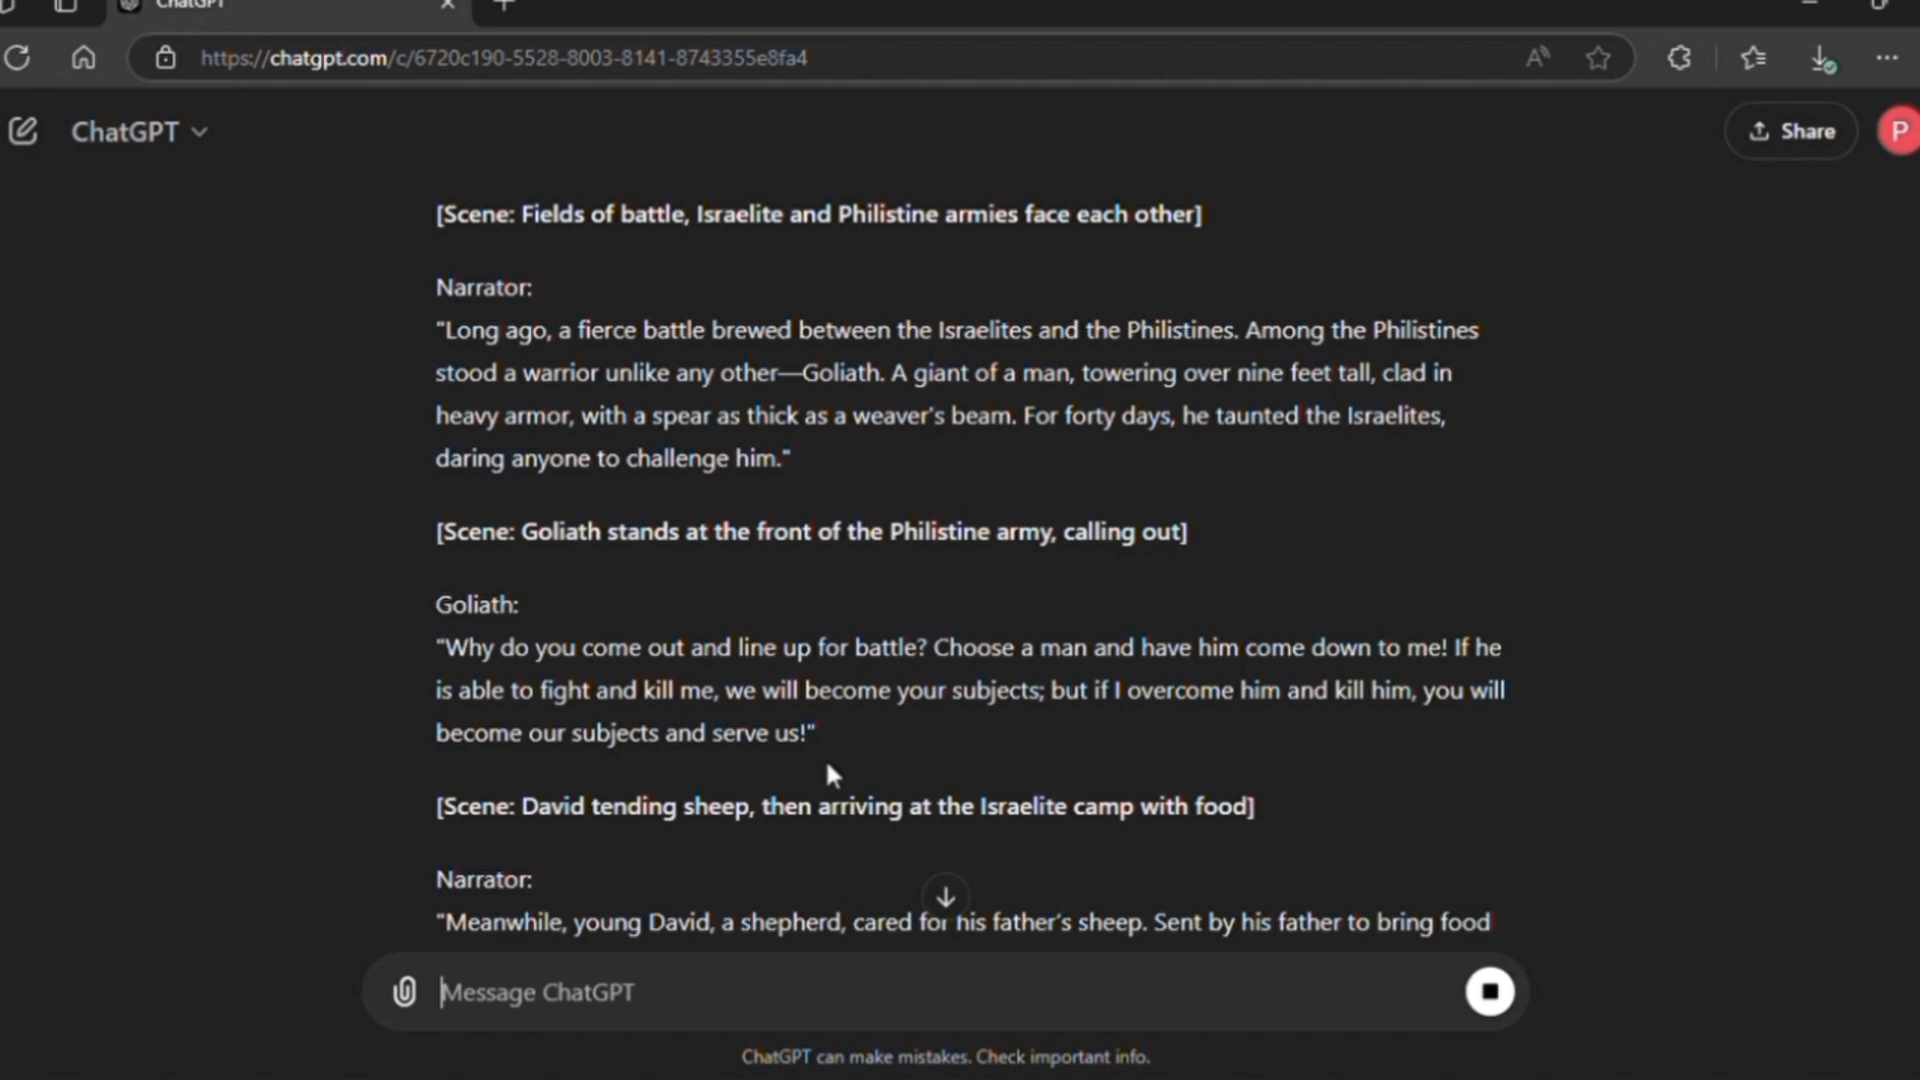 ChatGPT
https://chatgpt.com/c/6720c190-5528-8003-8141-8743355e8fa4
ChatGPT
Share
P
[Scene: Fields of battle, Israelite and Philistine armies face each other]
Narrator:
"Long ago, a fierce battle brewed between the Israelites and the Philistines. Among the Philistines
stood a warrior unlike any other—Goliath. A giant of a man, towering over nine feet tall, clad in
heavy armor, with a spear as thick as a weaver's beam. For forty days, he taunted the Israelites,
daring anyone to challenge him."
[Scene: Goliath stands at the front of the Philistine army, calling out]
Goliath:
"Why do you come out and line up for battle? Choose a man and have him come down to me! If he
is able to fight and kill me, we will become your subjects; but if I overcome him and kill him, you will
become our subjects and serve us!"
[Scene: David tending sheep, then arriving at the Israelite camp with food]
Narrator:
"Meanwhile, young David, a shepherd, cared for his father's sheep. Sent by his father to bring food
Message ChatGPT
ChatGPT can make mistakes. Check important info.